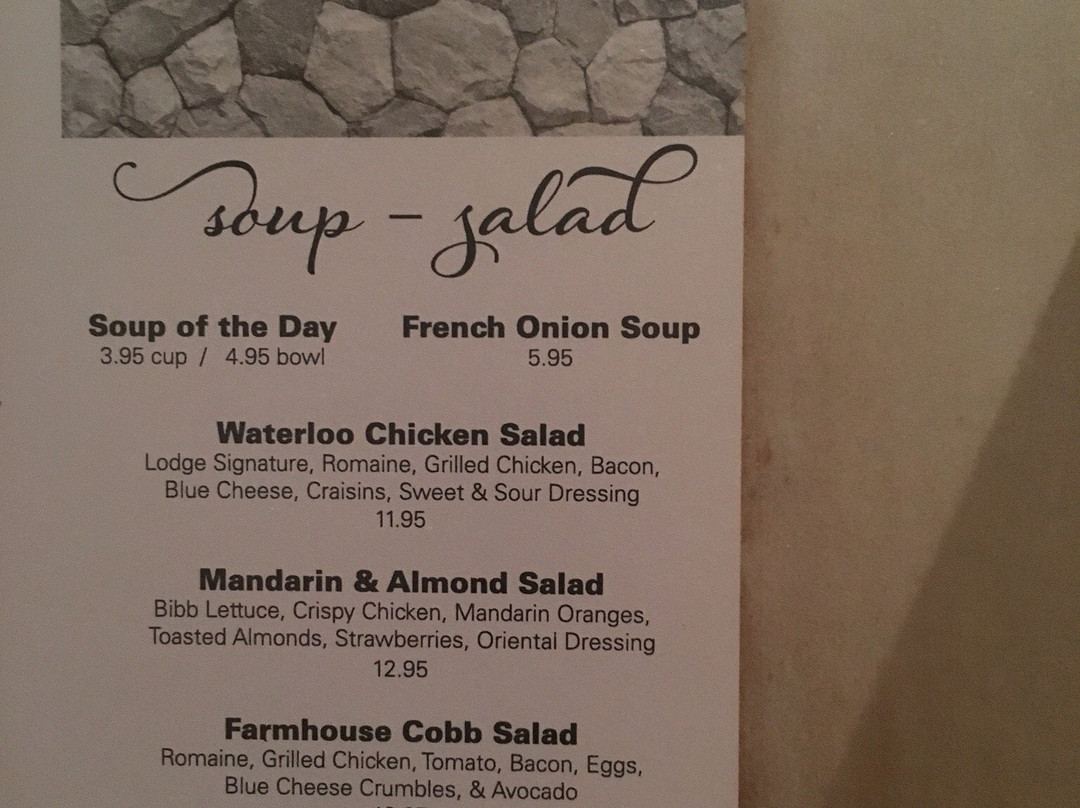 soup - salad
Soup of the Day
3.95 cup / 4.95 bowl
French Onion Soup
5.95
Waterloo Chicken Salad
Lodge Signature, Romaine, Grilled Chicken, Bacon,
Blue Cheese, Craisins, Sweet & Sour Dressing
11.95
Mandarin & Almond Salad
Bibb Lettuce, Crispy Chicken, Mandarin Oranges,
Toasted Almonds, Strawberries, Oriental Dressing
12.95
Farmhouse Cobb Salad
Romaine, Grilled Chicken, Tomato, Bacon, Eggs,
Blue Cheese Crumbles, & Avocado